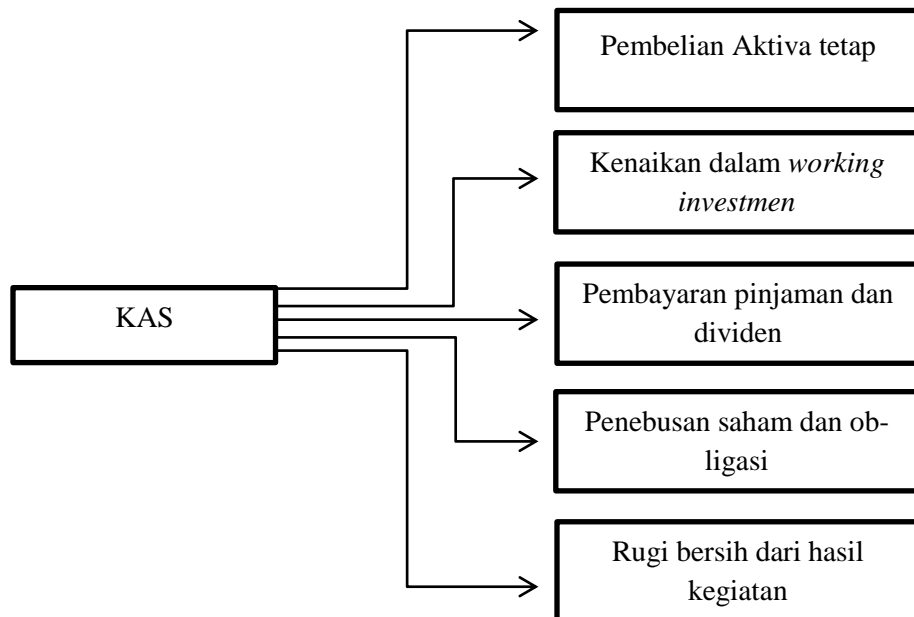 Pembelian Aktiva tetap
Kenaikan dalam working
investmen
KAS
Pembayaran pinjaman dan
dividen
Penebusan saham dan ob-
ligasi
Rugi bersih dari hasil
kegiatan